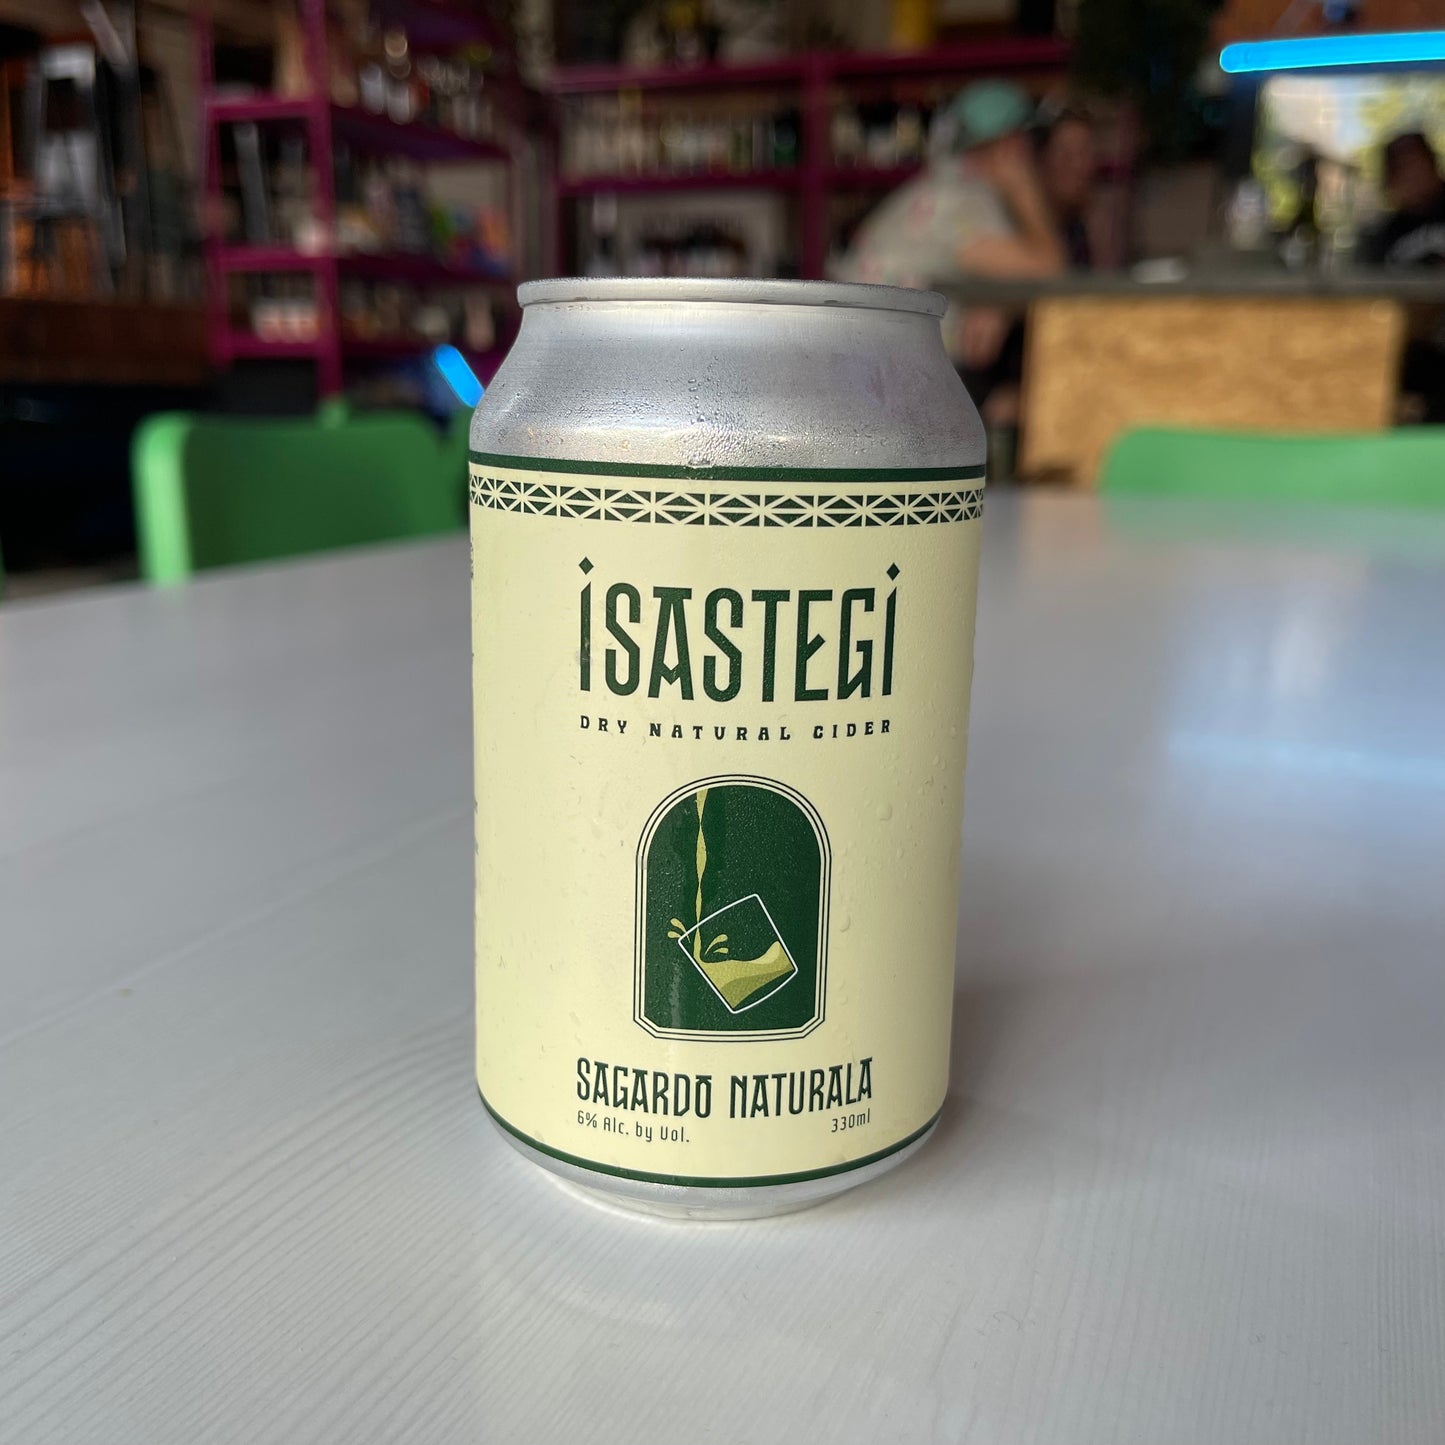 iSASTEGi
DRY NATURAL CIDER
SAGARDO NATURALA
6% Alc. by Vol. 330ml